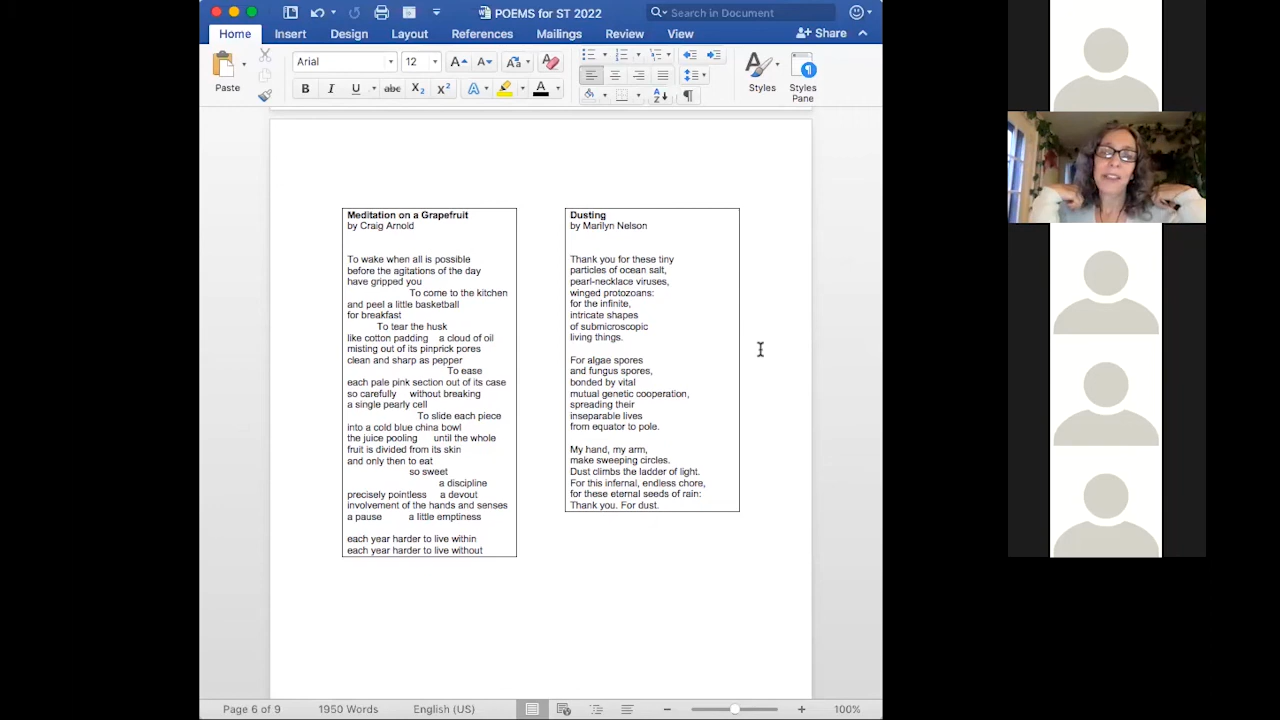 POEMS for ST 2022
Search in Document
Home Insert Design Layout References Mailings Review View Share
Paste
Arial 12
Styles
Styles Pane
Meditation on a Grapefruit
by Craig Arnold
To wake when all is possible
before the agitations of the day
have gripped you
To come to the kitchen
and peel a little basketball
for breakfast
To tear the husk
like cotton padding a cloud of oil
misting out of its pinprick pores
clean and sharp as pepper
To ease
each pale pink section out of its case
so carefully without breaking
a single pearly cell
To slide each piece
into a cold blue china bowl
the juice pooling until the whole
fruit is divided from its skin
and only then to eat
so sweet
a discipline
precisely pointless a devout
involvement of the hands and senses
a pause a little emptiness
each year harder to live within
each year harder to live without
Dusting
by Marilyn Nelson
Thank you for these tiny
particles of ocean salt,
pearl-necklace viruses,
winged protozoans:
for the infinite,
intricate shapes
of submicroscopic
living things.
For algae spores
and fungus spores,
bonded by vital
mutual genetic cooperation,
spreading their
inseparable lives
from equator to pole.
My hand, my arm,
make sweeping circles.
Dust climbs the ladder of light.
For this infernal, endless chore,
for these eternal seeds of rain:
Thank you. For dust.
Page 6 of 9 1950 Words English (US) 100%